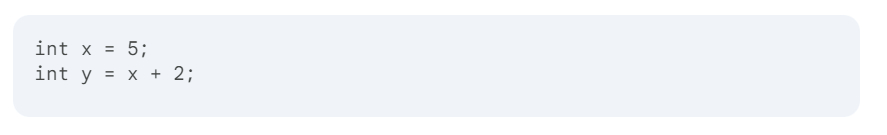 int x = 5;
int y = x + 2;